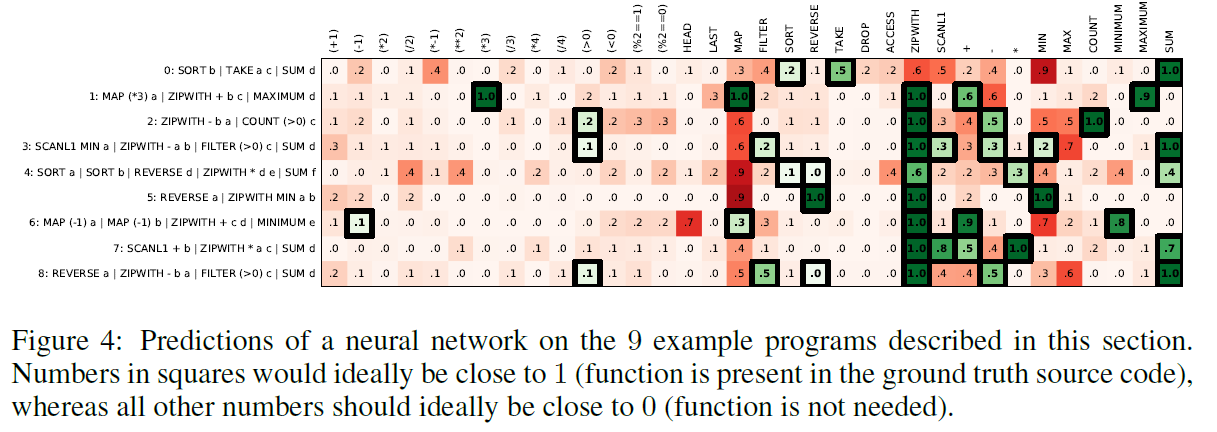 (+1) (-1) (*2) (/2) (*-1) (**2) (*3) (/3) (*4) (/4) (>0) (<0) (%2==1) (%2==0) HEAD LAST MAP FILTER SORT REVERSE TAKE DROP ACCESS ZIPWITH SCANL1 + - * MIN MAX COUNT MINIMUM MAXIMUM SUM
0: SORT b | TAKE a c | SUM d .0 .2 .0 .1 .4 .0 .0 .2 .0 .1 .0 .2 .1 .0 .1 .0 .3 .4 .2 .1 .5 .2 .2 .6 .5 .2 .4 .0 .9 .1 .0 .1 .0 1.0
1: MAP (*3) a | ZIPWITH + b c | MAXIMUM d .1 .1 .1 .1 .0 .0 1.0 .0 .1 .0 .2 .1 .1 .1 .0 .3 1.0 .2 .1 .1 .0 .0 .0 1.0 .0 .6 .6 .0 .1 .1 .2 .0 .9 .0
2: ZIPWITH - b a | COUNT (>0) c .1 .2 .0 .1 .0 .0 .0 .1 .0 .1 .2 .2 .3 .3 .0 .0 .6 .0 .1 .1 .0 .0 .0 1.0 .3 .4 .5 .0 .5 .5 1.0 .0 .0 .0
3: SCANL1 MIN a | ZIPWITH - a b | FILTER (>0) c | SUM d .3 .1 .1 .1 .1 .1 .0 .1 .0 .0 .1 .0 .0 .0 .0 .0 .6 .2 .1 .1 .0 .0 .0 1.0 .3 .3 .3 .1 .2 .7 .0 .0 .0 1.0
4: SORT a | SORT b | REVERSE d | ZIPWITH * d e | SUM f .0 .0 .1 .4 .1 .4 .0 .0 .2 .0 .0 .2 .0 .2 .1 .2 .9 .2 .1 .0 .0 .0 .4 .6 .2 .2 .3 .3 .0 .1 .2 .4 .0 .4
5: REVERSE a | ZIPWITH MIN a b .2 .2 .0 .2 .0 .0 .0 .0 .0 .0 .0 .0 .0 .0 .0 .0 .9 .0 .0 1.0 .0 .0 .0 1.0 .2 .0 .0 .0 1.0 .0 .0 .0 .0 .0
6: MAP (-1) a | MAP (-1) b | ZIPWITH + c d | MINIMUM e .1 .1 .0 .0 .0 .0 .0 .0 .0 .0 .0 .2 .2 .2 .7 .0 .3 .3 .1 .0 .0 .0 .0 1.0 .1 .9 .1 .0 .7 .2 .1 .8 .0 .0
7: SCANL1 + b | ZIPWITH * a c | SUM d .0 .0 .0 .0 .0 .1 .0 .0 .1 .0 .1 .1 .1 .1 .0 .0 .4 .1 .0 .0 .0 .0 .0 1.0 .8 .5 .4 1.0 .1 .0 .2 .0 .0 .7
8: REVERSE a | ZIPWITH - b a | FILTER (>0) c | SUM d .2 .1 .0 .1 .0 .0 .0 .1 .0 .1 .1 .0 .0 .0 .0 .0 .5 .5 .1 .0 .0 .0 .0 1.0 .4 .4 .5 .0 .3 .6 .0 .0 .1 1.0
Figure 4: Predictions of a neural network on the 9 example programs described in this section.
Numbers in squares would ideally be close to 1 (function is present in the ground truth source code),
whereas all other numbers should ideally be close to 0 (function is not needed).